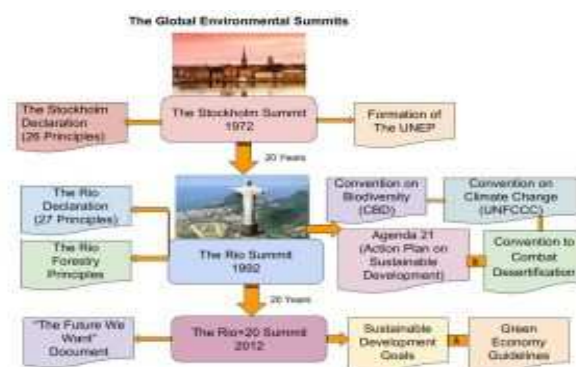 The Global Environmental Summits
The Stockholm
Declaration
(26 Principles)
The Stockholm Summit
1972
Formation of
The UNEP
20 Years
The Rio
Declaration
(27 Principles)
The Rio
Forestry
Principles
The Rio Summit
1992
Convention on
Biodiversity
(CBD)
Convention on
Climate Change
(UNFCCC)
Agenda 21
(Action Plan on
Sustainable
Development)
&
Convention to
Combat
Dessertification
20 Years
"The Future We
Want"
Document
The Rio+20 Summit
2012
Sustainable
Development
Goals
&
Green
Economy
Guidelines